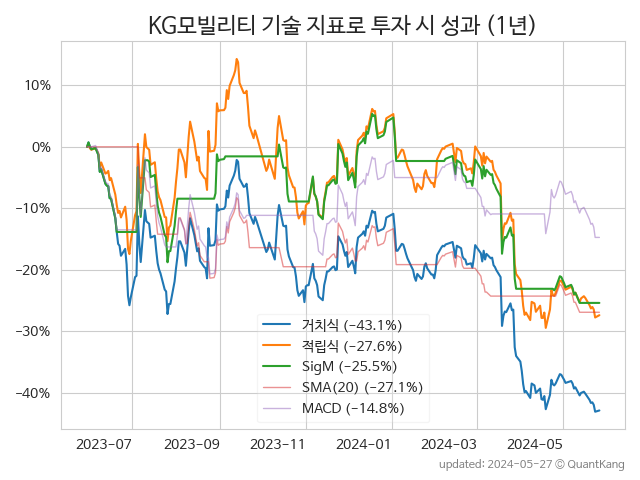 KG모빌리티 기술 지표로 투자 시 성과 (1년)
10%
0%
−10%
−20%
−30%
−40%
거치식 (−43.1%)
적립식 (−27.6%)
SigM (−25.5%)
SMA(20) (−27.1%)
MACD (−14.8%)
2023−07
2023−09
2023−11
2024−01
2024−03
2024−05
updated: 2024−05−27 © QuantKang